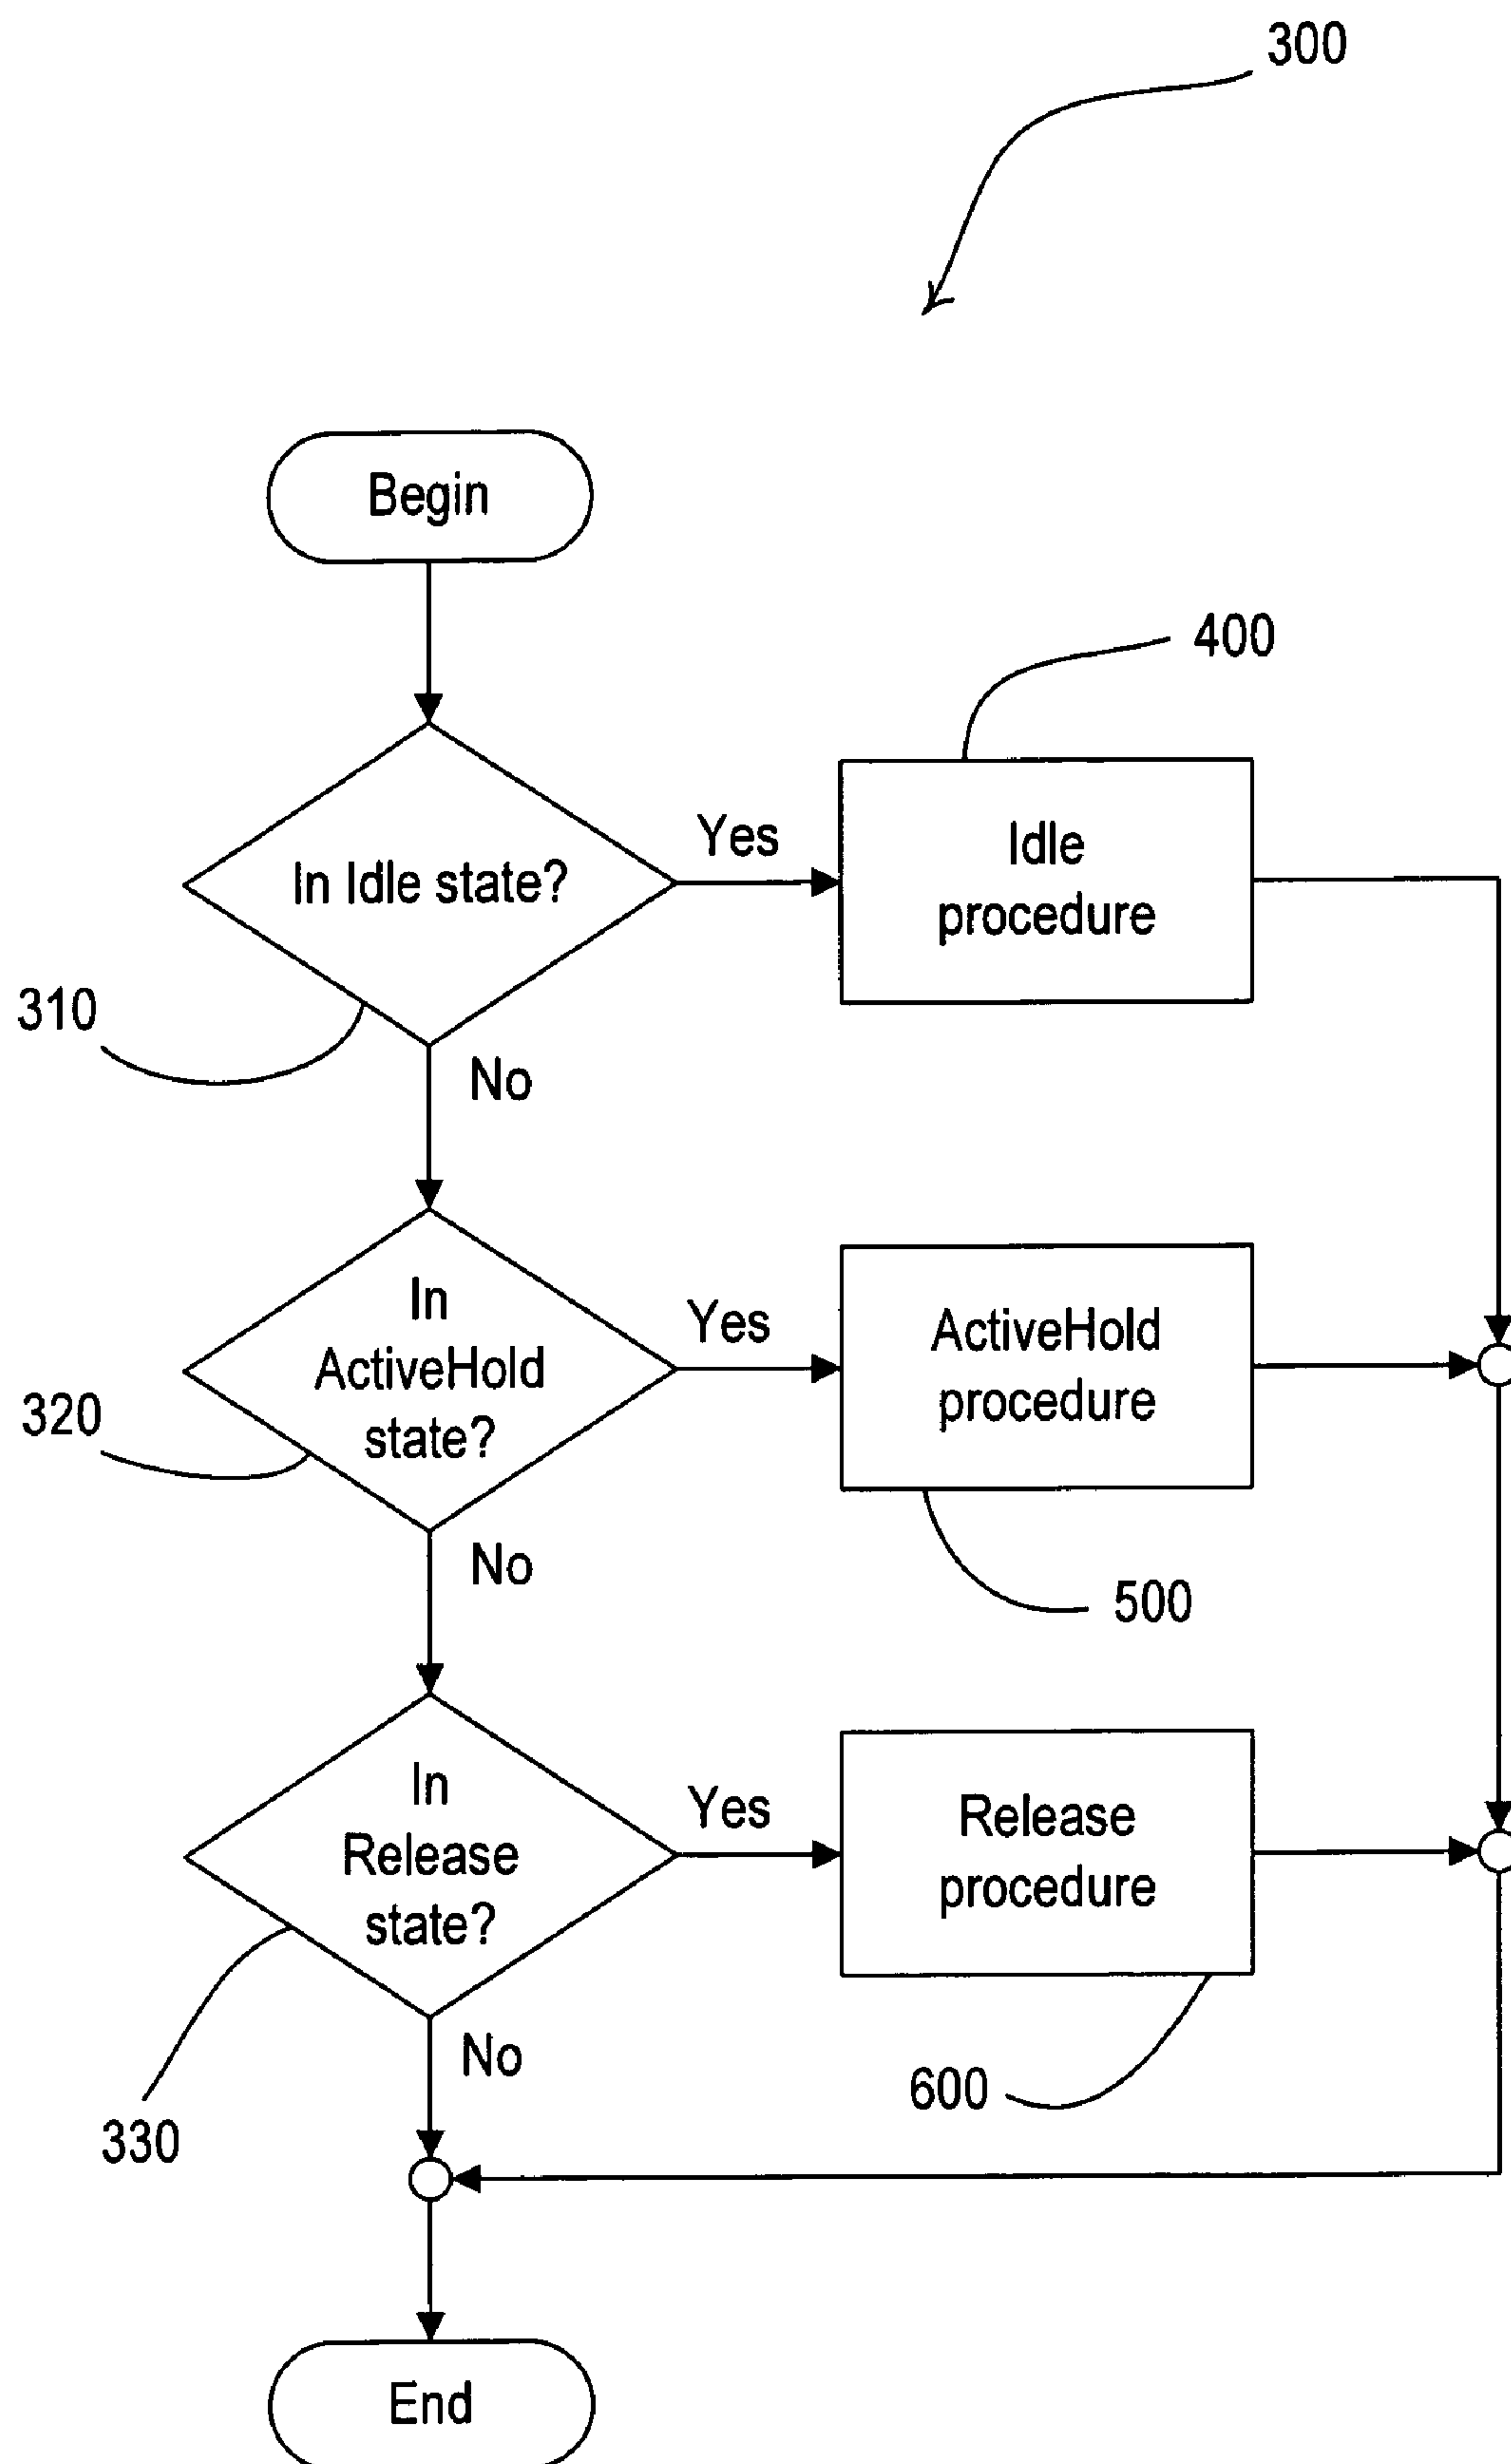 300
Begin
400
Yes
Idle
procedure
In Idle state?
310
No
In
ActiveHold
state?
Yes
ActiveHold
procedure
320
No
500
In
Release
state?
Yes
Release
procedure
No
600
330
End